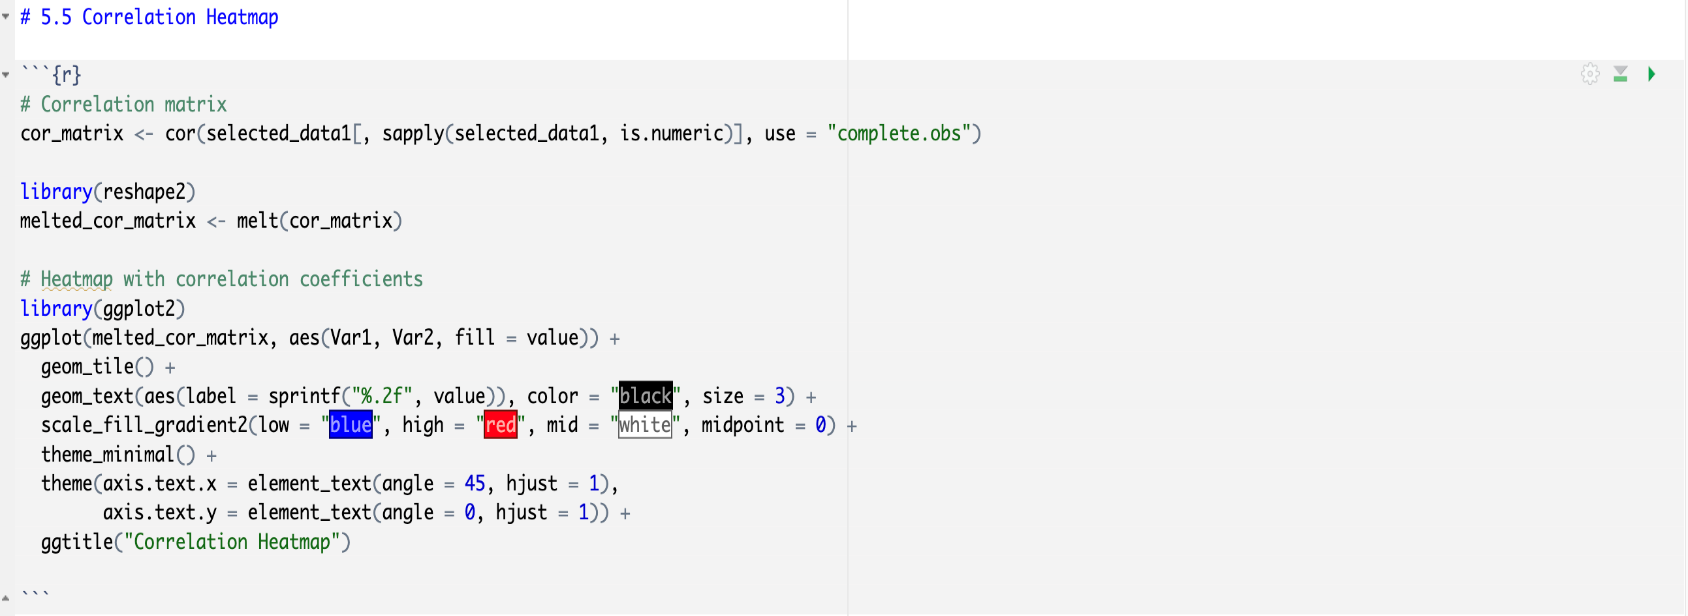 # 5.5 Correlation Heatmap
```{r}
# Correlation matrix
cor_matrix <- cor(selected_data1[, sapply(selected_data1, is.numeric)], use = "complete.obs")
library(reshape2)
melted_cor_matrix <- melt(cor_matrix)
# Heatmap with correlation coefficients
library(ggplot2)
ggplot(melted_cor_matrix, aes(Var1, Var2, fill = value)) +
  geom_tile() +
  geom_text(aes(label = sprintf("%.2f", value)), color = "black", size = 3) +
  scale_fill_gradient2(low = "blue", high = "red", mid = "white", midpoint = 0) +
  theme_minimal() +
  theme(axis.text.x = element_text(angle = 45, hjust = 1),
        axis.text.y = element_text(angle = 0, hjust = 1)) +
  ggtitle("Correlation Heatmap")
```